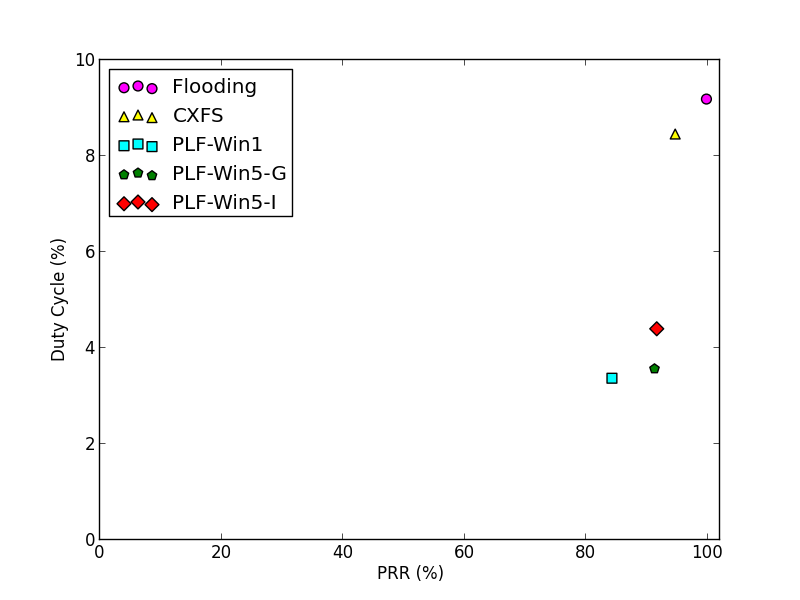 10
8
6
4
2
0
Duty Cycle (%)
Flooding
CXFS
PLF-Win1
PLF-Win5-G
PLF-Win5-I
0 20 40 60 80 100
PRR (%)